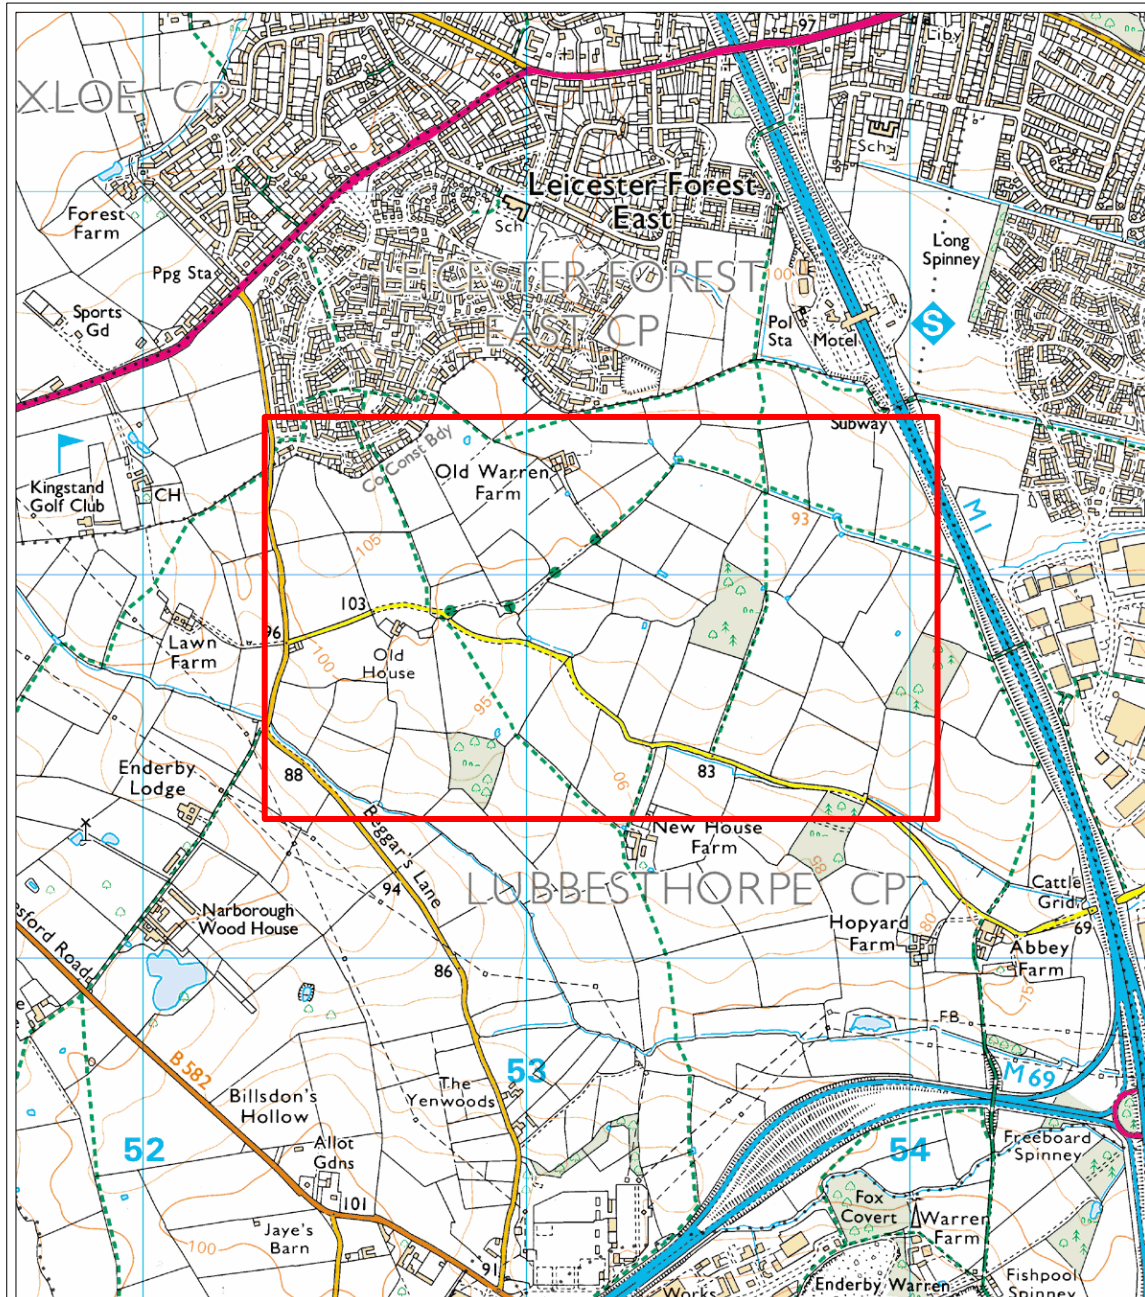 97
Liby
XLOE CP
Sch
Leicester Forest
East
Sch
Forest
Farm
Long
Spinney
Ppg Sta
LEICESTER FOREST
EAST CP
100
Sports
Gd
Pol
Sta
Motel
S
Subway
Const Bdy
Old Warren
Farm
Kingstand
Golf Club
CH
M1
93
105
103
96
Lawn
Farm
Old
House
100
95
Enderby
Lodge
88
90
83
Beggar's Lane
New House
Farm
85
94
LUBBESTHORPE CP
Cattle
Grid
69
Narborough
Wood House
esford Road
Hopyard
Farm
80
Abbey
Farm
86
75
FB
B 582
53
M 69
The
Yenwoods
Billsdon's
Hollow
52
54
Freeboard
Spinney
Allot
Gdns
Fox
Covert
Warren
Farm
101
Jaye's
Barn
100
91
Works
Enderby Warren
Fishpool
Spinney